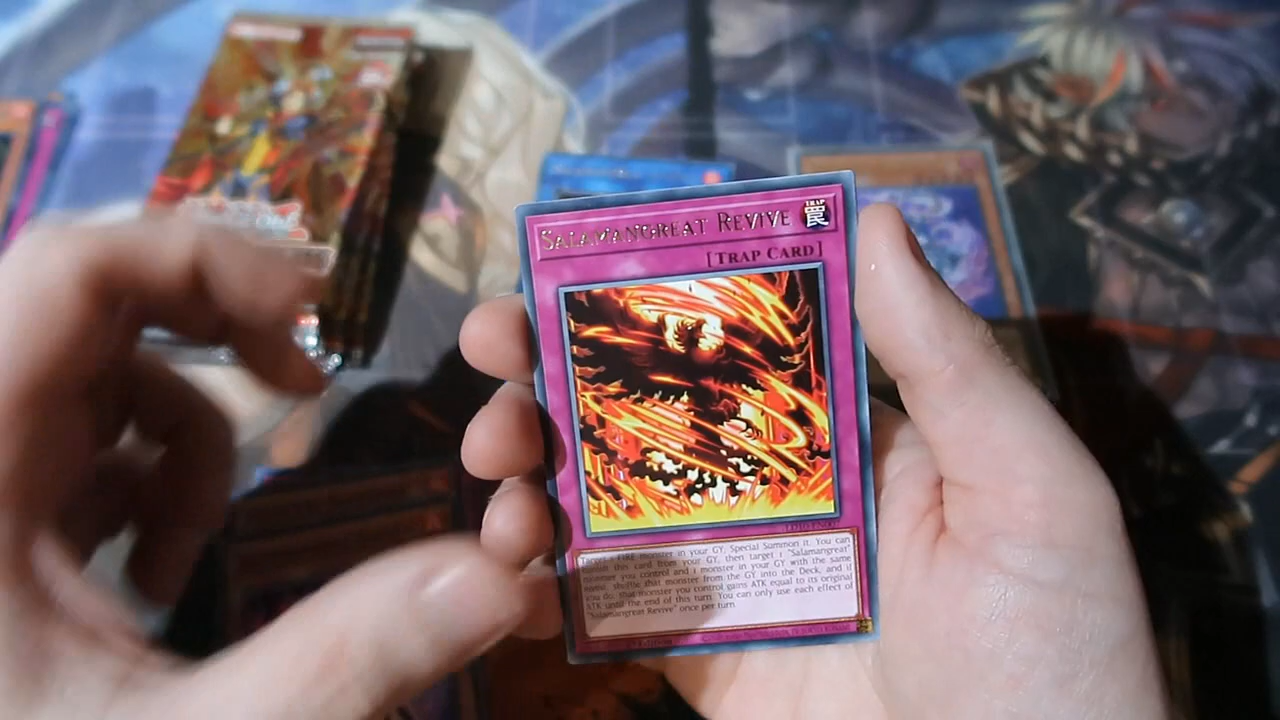 SALAMANGREAT REVIVE
TRAP
罠
[TRAP CARD]
Target 1 FIRE monster in your GY; Special Summon it. You can
banish this card from your GY, then target 1 "Salamangreat"
monster you control and 1 monster in your GY with the same
name; shuffle that monster from the GY into the Deck, and if
you do, that monster you control gains ATK equal to its original
ATK until the end of this turn. You can only use each effect of
"Salamangreat Revive" once per turn.